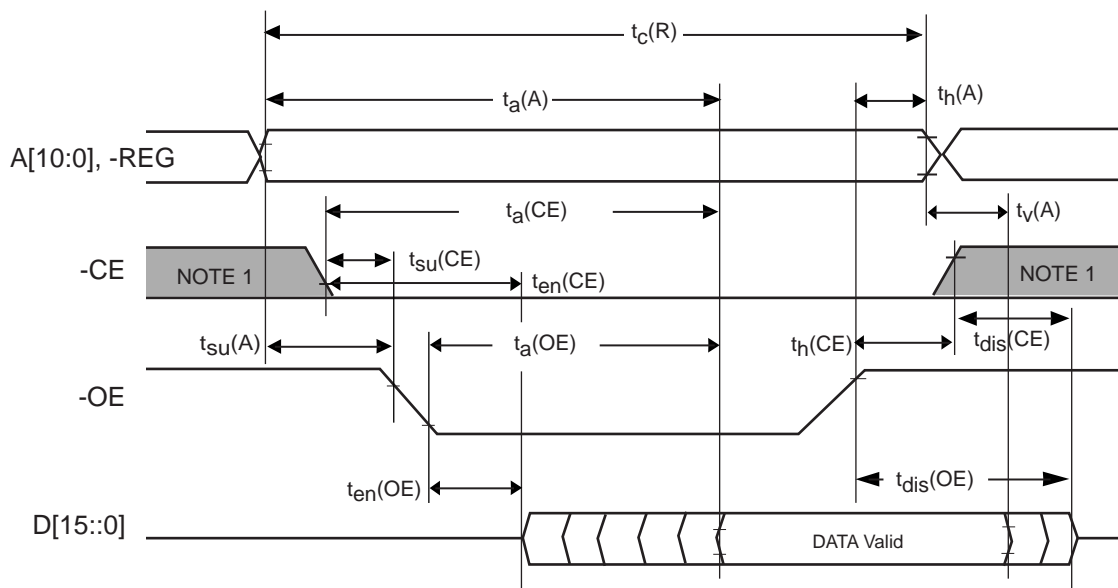 tc(R)
ta(A)
th(A)
A[10:0], -REG
ta(CE)
tv(A)
-CE
NOTE 1
tsu(CE)
ten(CE)
NOTE 1
tsu(A)
ta(OE)
th(CE)
tdis(CE)
-OE
ten(OE)
tdis(OE)
D[15::0]
DATA Valid